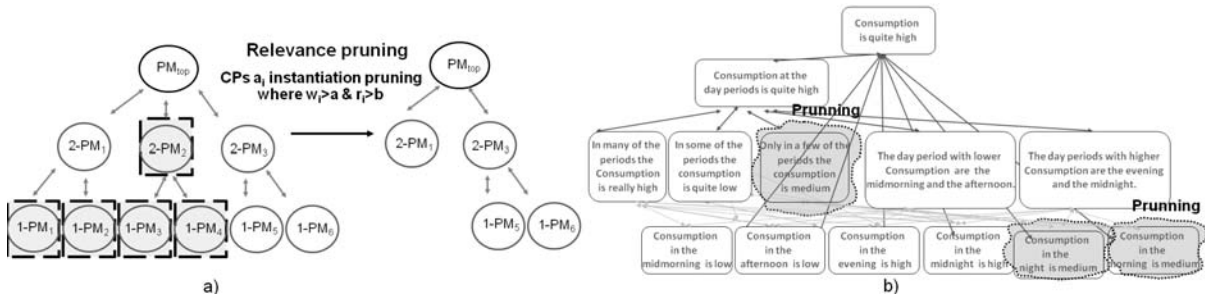 Relevance pruning
CPs a_i instantiation pruning
where w_i>a & r_i>b
PM_top
2-PM_1
2-PM_2
2-PM_3
1-PM_1
1-PM_2
1-PM_3
1-PM_4
1-PM_5
1-PM_6
PM_top
2-PM_1
2-PM_3
1-PM_5
1-PM_6
a)
Consumption
is quite high
Consumption at the
day periods is quite high
Prunning
In many of
the periods
the
Consumption
is really high
In some of the
periods the
consumption
is quite low
Only in a few of
the periods the
consumption
is medium
The day period with lower
Consumption are the
midmorning and the afternoon.
The day periods with higher
Consumption are the evening
and the midnight.
Prunning
Consumption
in the
midmorning is low
Consumption
in the
afternoon is low
Consumption
in the
evening is high
Consumption
in the
midnight is high
Consumption
in the
night is medium
Consumption
in the
morning is medium
b)